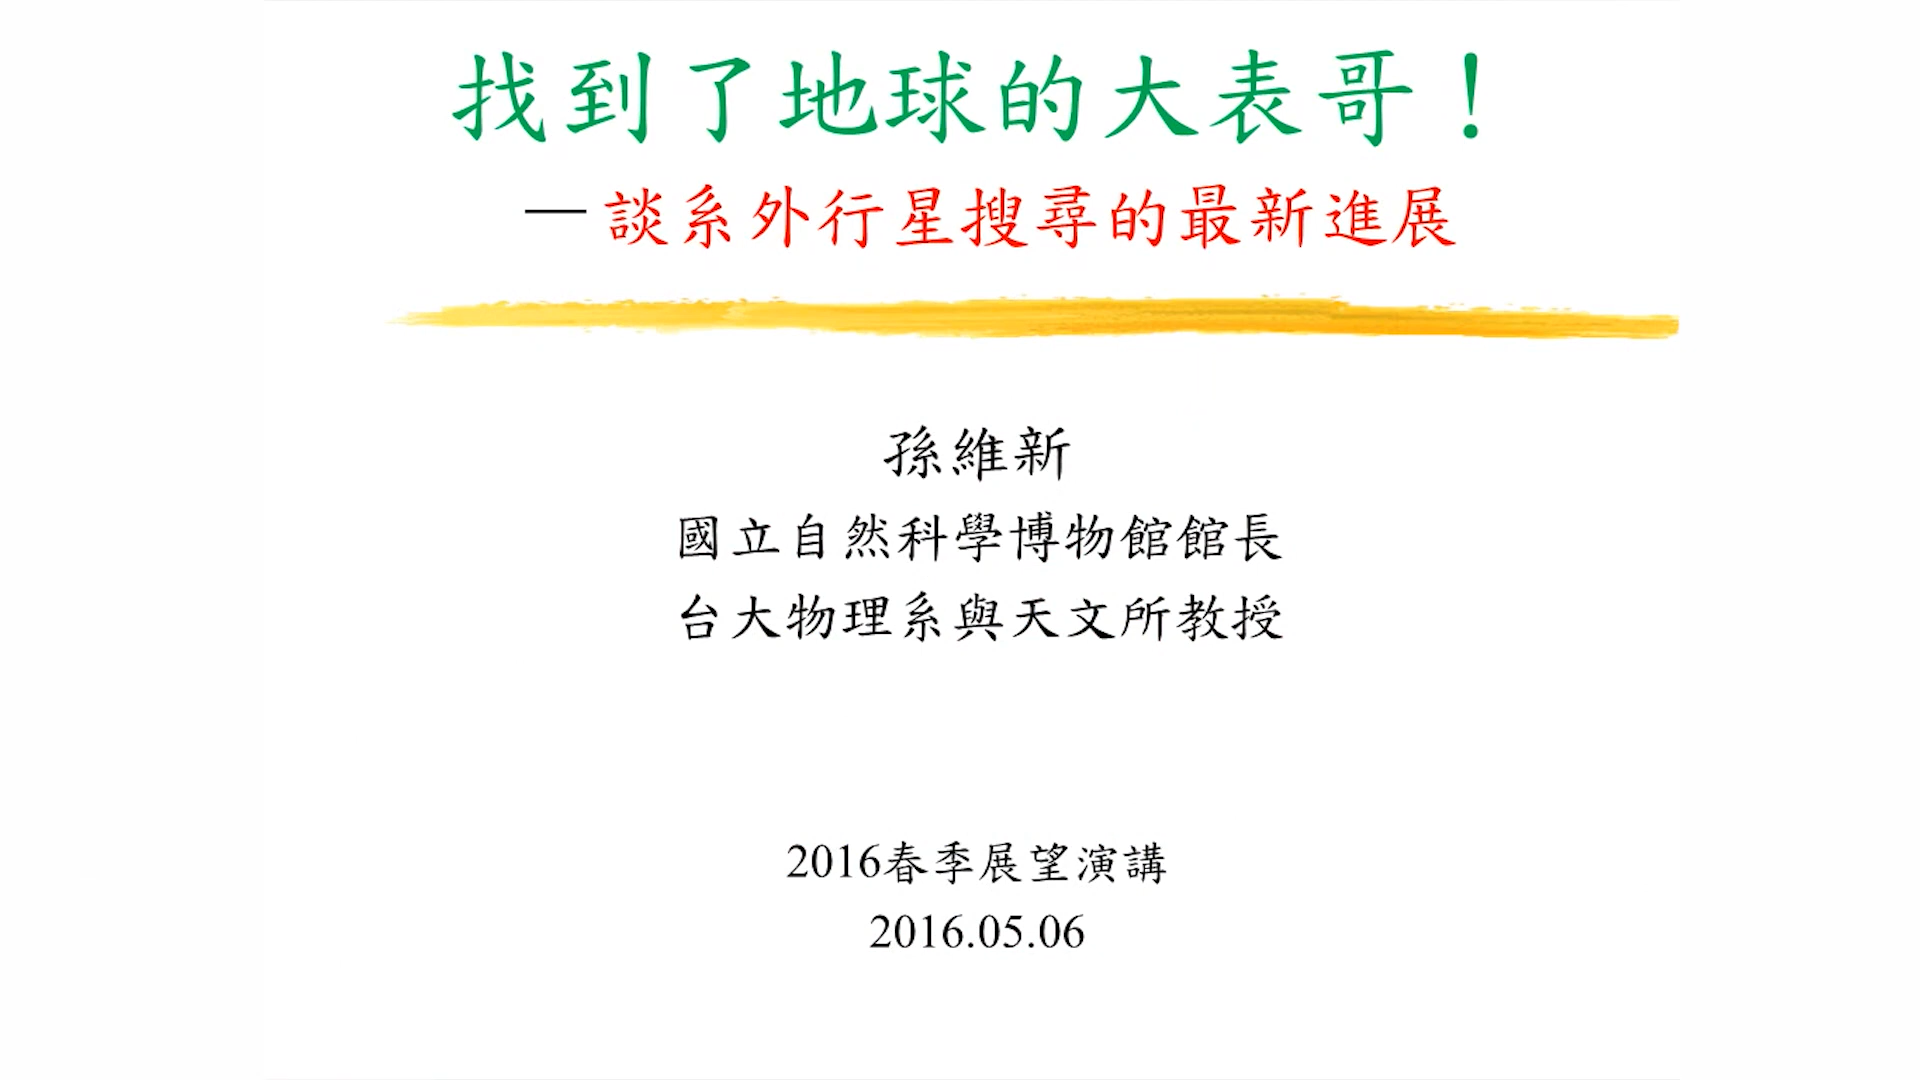 找到了地球的大表哥！
—談系外行星搜尋的最新進展
孫維新
國立自然科學博物館館長
台大物理系與天文所教授
2016春季展望演講
2016.05.06